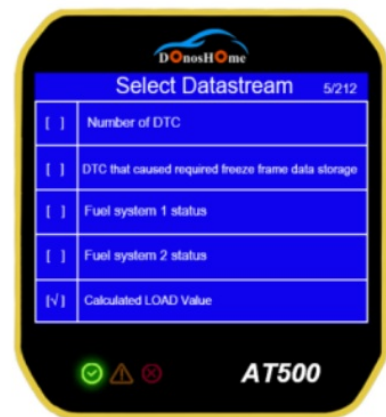 DOnosHOme
Select Datastream 5/212
[ ] Number of DTC
[ ] DTC that caused required freeze frame data storage
[ ] Fuel system 1 status
[ ] Fuel system 2 status
[√] Calculated LOAD Value
AT500